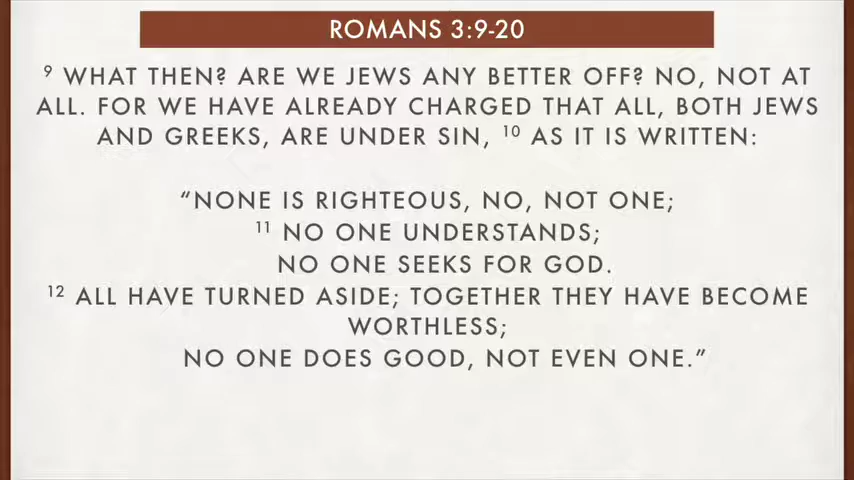 ROMANS 3:9-20
⁹ WHAT THEN? ARE WE JEWS ANY BETTER OFF? NO, NOT AT
ALL. FOR WE HAVE ALREADY CHARGED THAT ALL, BOTH JEWS
AND GREEKS, ARE UNDER SIN, ¹⁰ AS IT IS WRITTEN:
“NONE IS RIGHTEOUS, NO, NOT ONE;
¹¹ NO ONE UNDERSTANDS;
NO ONE SEEKS FOR GOD.
¹² ALL HAVE TURNED ASIDE; TOGETHER THEY HAVE BECOME
WORTHLESS;
NO ONE DOES GOOD, NOT EVEN ONE.”